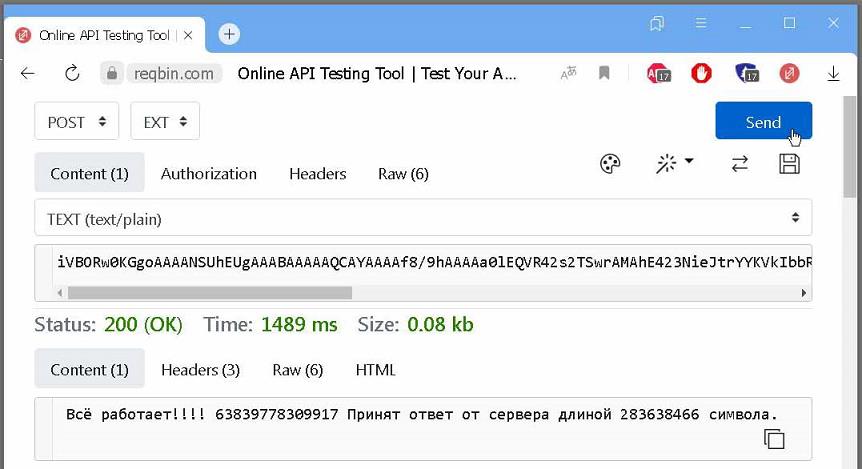 Online API Testing Tool
reqbin.com Online API Testing Tool | Test Your A...
17 17
POST EXT Send
Content (1) Authorization Headers Raw (6)
TEXT (text/plain)
iVBORw0KGgoAAAANSUhEUgAAABAAAAAQCAYAAAAf8/9hAAAAa0lEQVR42s2TSwrAMAhE423NieJtrYYKVkIbbR
Status: 200 (OK) Time: 1489 ms Size: 0.08 kb
Content (1) Headers (3) Raw (6) HTML
Всё работает!!!! 63839778309917 Принят ответ от сервера длиной 283638466 символа.